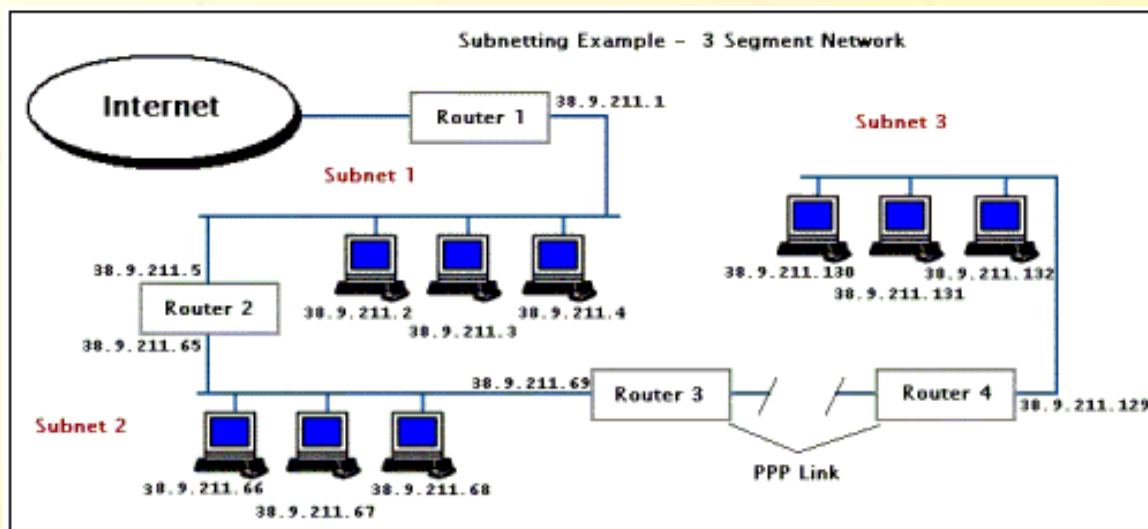 Subnetting Example - 3 Segment Network
Internet
Router 1
38.9.211.1
Subnet 3
Subnet 1
38.9.211.5
38.9.211.130
38.9.211.132
38.9.211.131
Router 2
38.9.211.2
38.9.211.4
38.9.211.3
38.9.211.65
38.9.211.69
Router 3
Router 4
38.9.211.129
Subnet 2
38.9.211.66
38.9.211.68
38.9.211.67
PPP Link